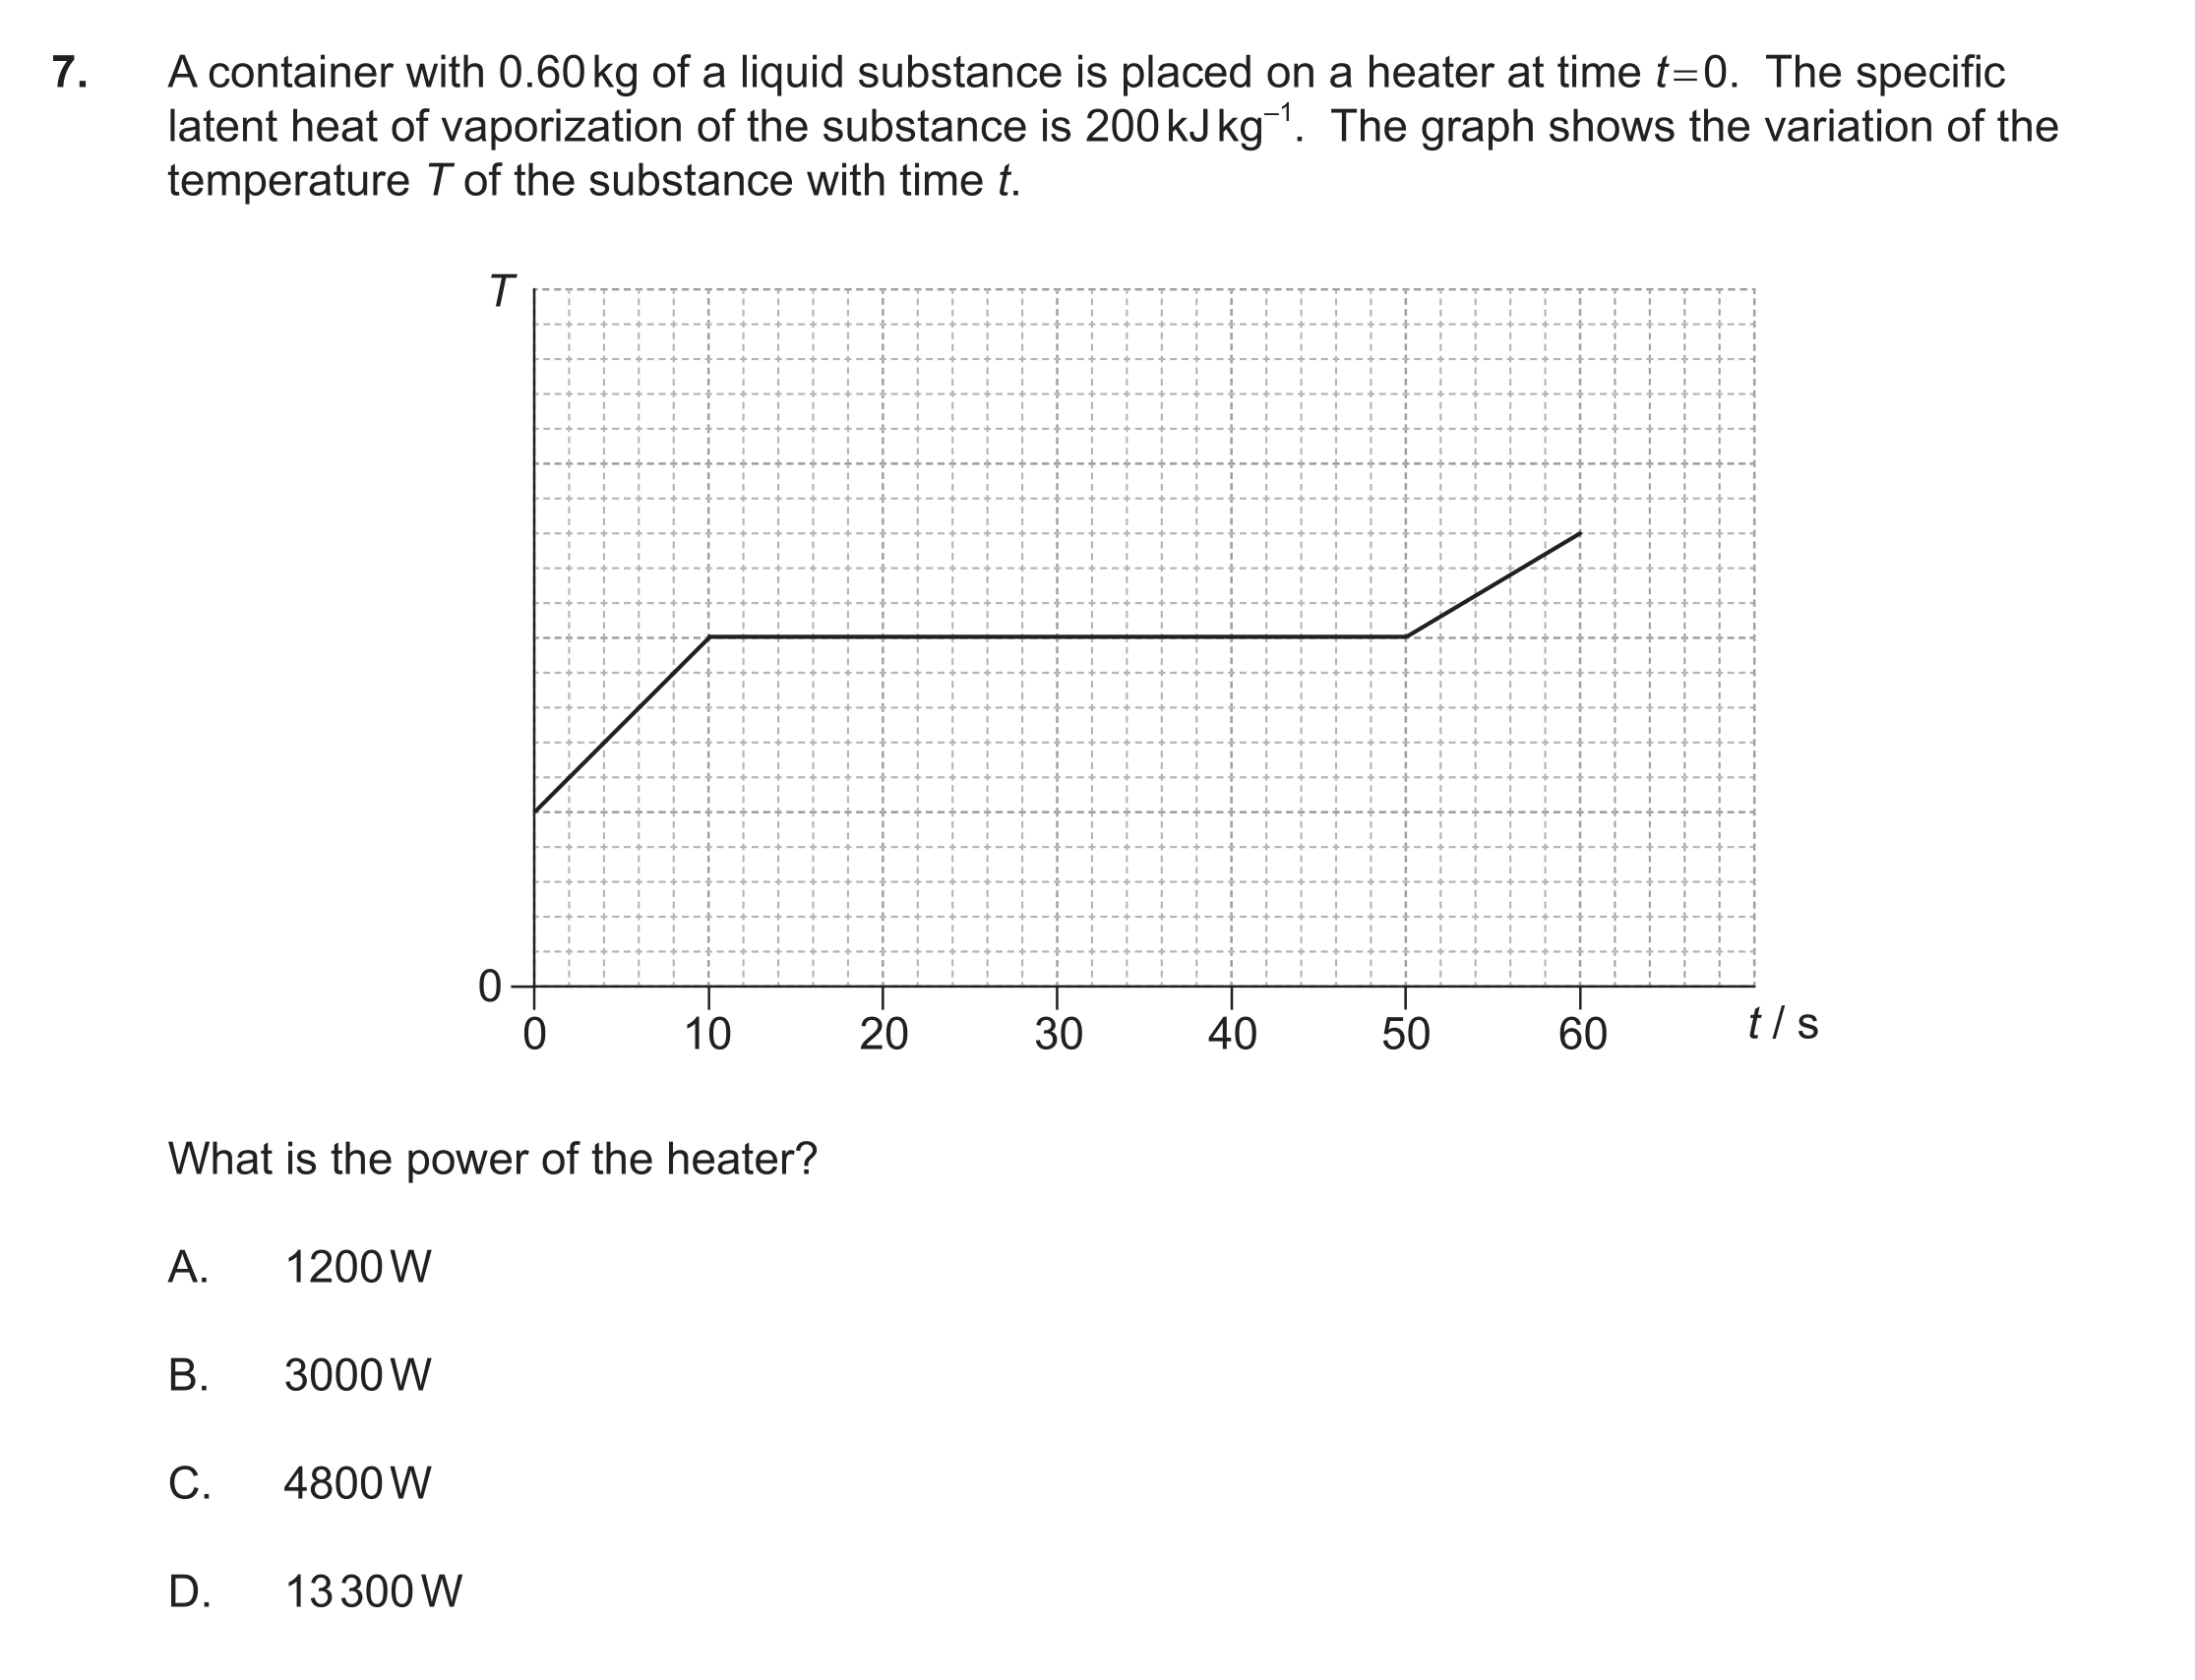 7. A container with 0.60 kg of a liquid substance is placed on a heater at time t=0. The specific
latent heat of vaporization of the substance is 200 kJ kg⁻¹. The graph shows the variation of the
temperature T of the substance with time t.
T
0
0 10 20 30 40 50 60 t / s
What is the power of the heater?
A. 1200 W
B. 3000 W
C. 4800 W
D. 13 300 W